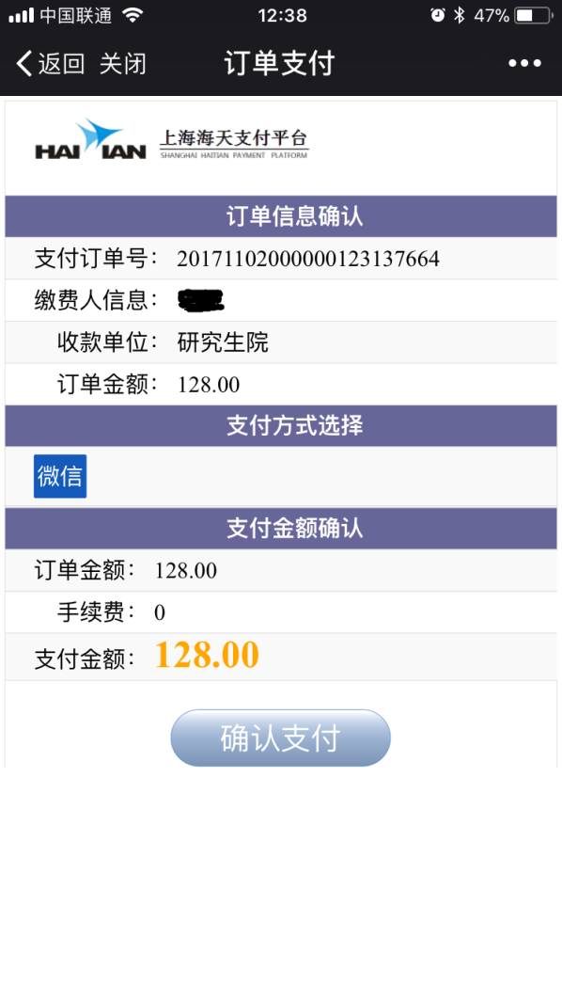 中国联通 12:38 47%
返回 关闭 订单支付
HAITIAN 上海海天支付平台
SHANGHAI HAITIAN PAYMENT PLATFORM
订单信息确认
支付订单号： 20171102000000123137664
缴费人信息：
收款单位： 研究生院
订单金额： 128.00
支付方式选择
微信
支付金额确认
订单金额： 128.00
手续费： 0
支付金额： 128.00
确认支付